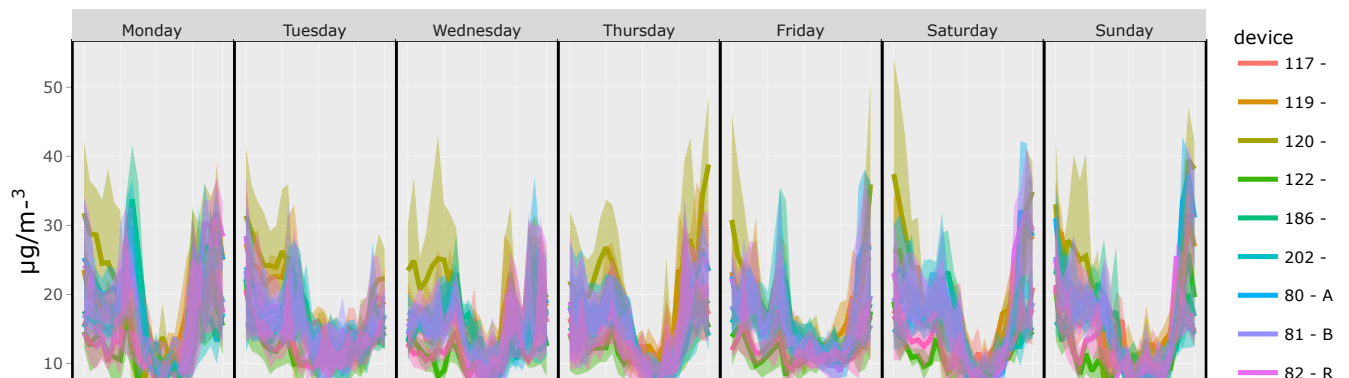 Monday Tuesday Wednesday Thursday Friday Saturday Sunday
device
117 -
119 -
120 -
122 -
186 -
202 -
80 - A
81 - B
82 - R
50
40
30
20
10
µg/m-³